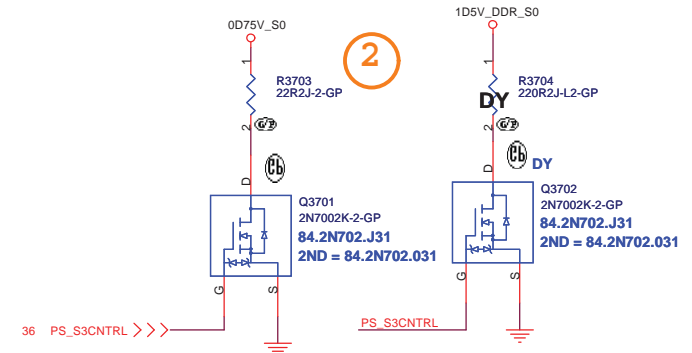 0D75V_S0
1D5V_DDR_S0
2
1
R3703
22R2J-2-GP
2
G/P
D
Q3701
2N7002K-2-GP
84.2N702.J31
2ND = 84.2N702.031
G
S
36 PS_S3CNTRL
1
R3704
220R2J-L2-GP
DY
2
G/P
DY
D
Q3702
2N7002K-2-GP
84.2N702.J31
2ND = 84.2N702.031
G
S
PS_S3CNTRL